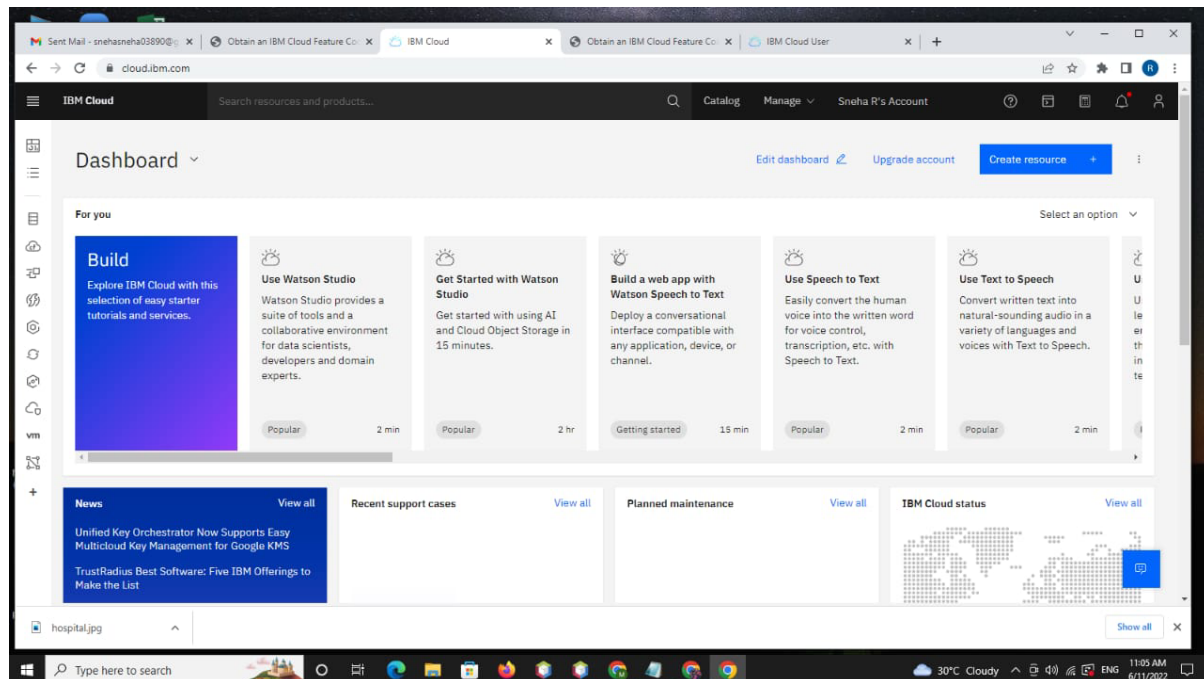 Sent Mail - snehasneha03890@g
Obtain an IBM Cloud Feature Co
IBM Cloud
Obtain an IBM Cloud Feature Co
IBM Cloud User
cloud.ibm.com
R
IBM Cloud
Search resources and products...
Catalog
Manage
Sneha R's Account
Dashboard
Edit dashboard
Upgrade account
Create resource +
For you
Select an option
Build
Explore IBM Cloud with this
selection of easy starter
tutorials and services.
Use Watson Studio
Watson Studio provides a
suite of tools and a
collaborative environment
for data scientists,
developers and domain
experts.
Popular
2 min
Get Started with Watson
Studio
Get started with using AI
and Cloud Object Storage in
15 minutes.
Popular
2 hr
Build a web app with
Watson Speech to Text
Deploy a conversational
interface compatible with
any application, device, or
channel.
Getting started
15 min
Use Speech to Text
Easily convert the human
voice into the written word
for voice control,
transcription, etc. with
Speech to Text.
Popular
2 min
Use Text to Speech
Convert written text into
natural-sounding audio in a
variety of languages and
voices with Text to Speech.
Popular
2 min
vm
News
View all
Unified Key Orchestrator Now Supports Easy
Multicloud Key Management for Google KMS
TrustRadius Best Software: Five IBM Offerings to
Make the List
Recent support cases
View all
Planned maintenance
View all
IBM Cloud status
View all
hospital.jpg
Show all
Type here to search
30°C Cloudy
ENG
11:05 AM
6/11/2022